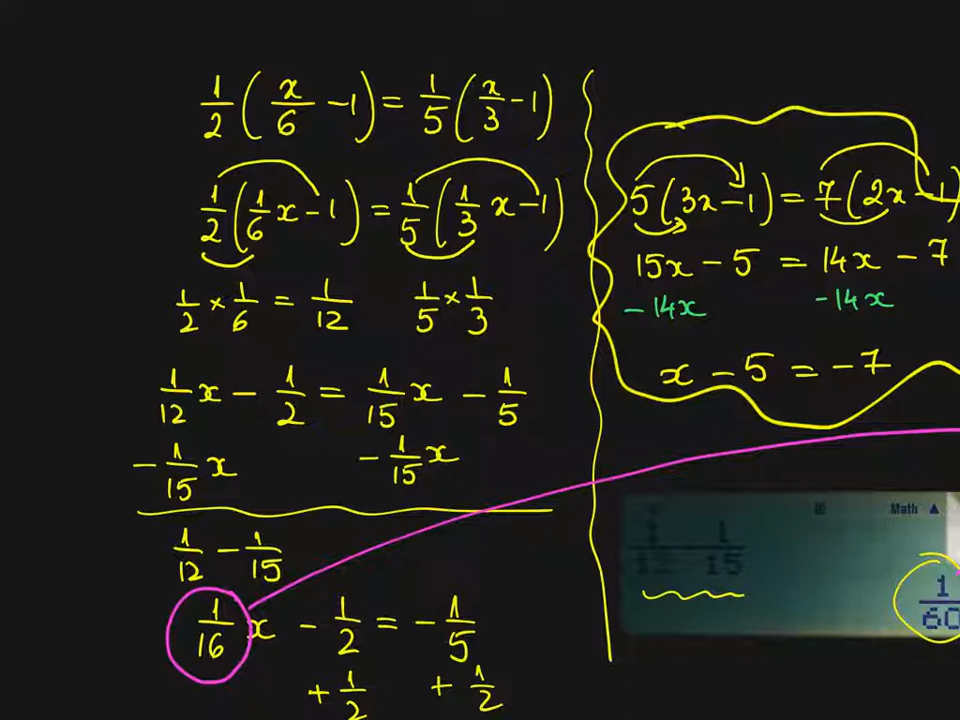 1/2 ( x/6 - 1 ) = 1/5 ( x/3 - 1 )
1/2 ( 1/6 x - 1 ) = 1/5 ( 1/3 x - 1 )
1/2 × 1/6 = 1/12    1/5 × 1/3
1/12 x - 1/2 = 1/15 x - 1/5
- 1/15 x    - 1/15 x
1/12 - 1/15
1/16 x - 1/2 = - 1/5
+ 1/2    + 1/2
5 ( 3x - 1 ) = 7 ( 2x - 1 )
15x - 5 = 14x - 7
- 14x    - 14x
x - 5 = - 7
Math ▲
1/12 - 1/15
1/60